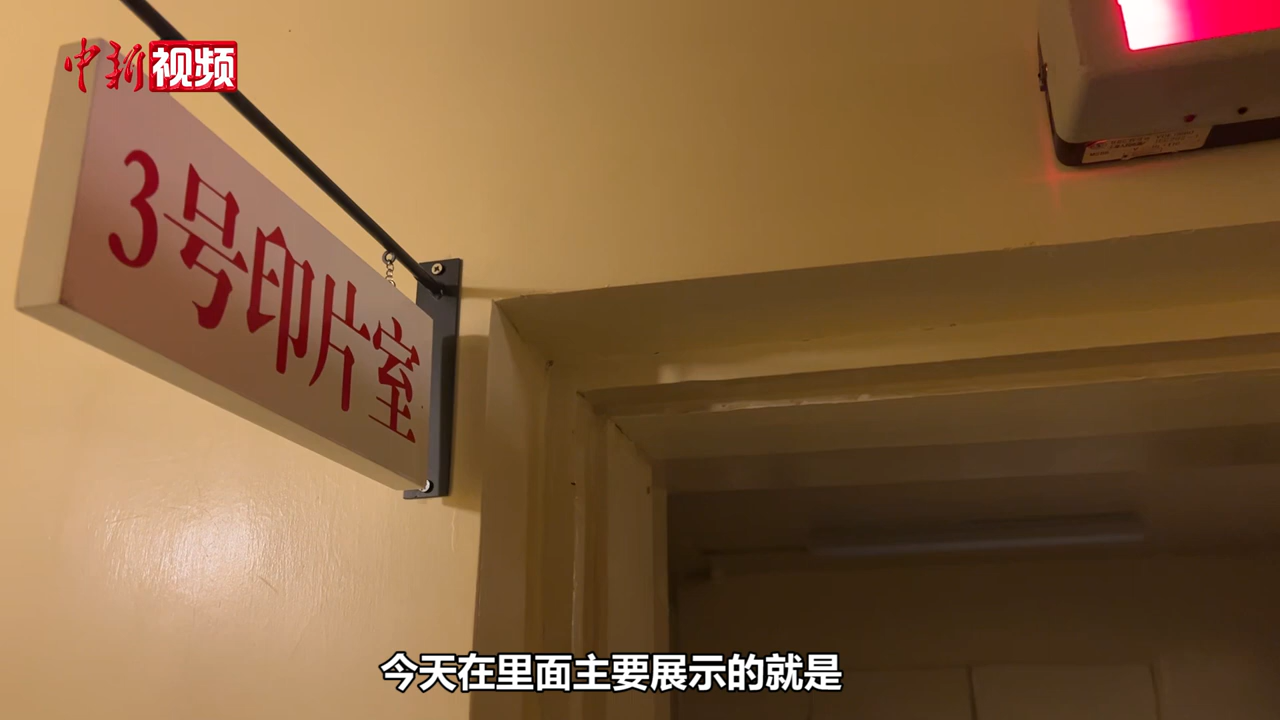 中新视频
3号印片室
今天在里面主要展示的就是